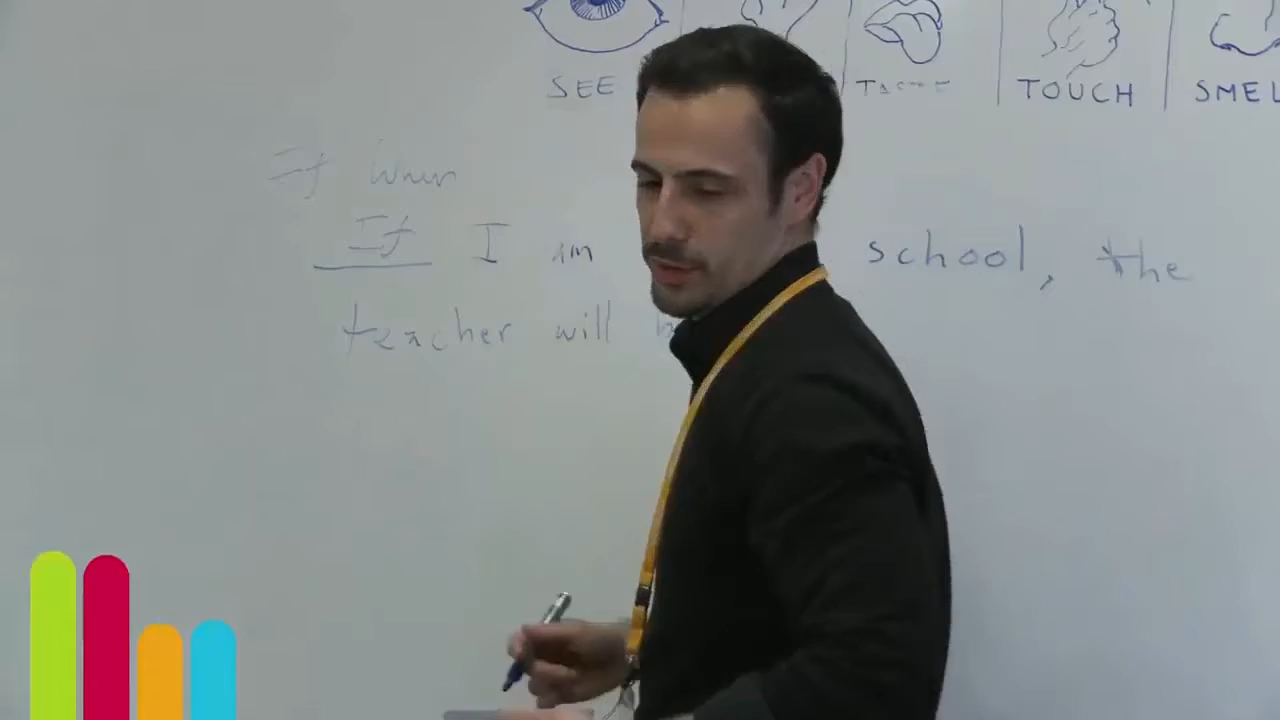 SEE TASTE TOUCH SMEL
If When
If I am school, the
teacher will b